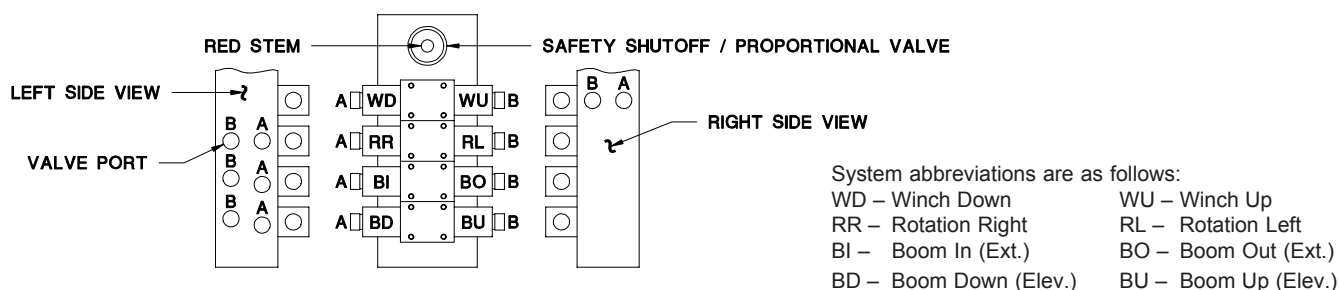 RED STEM
SAFETY SHUTOFF / PROPORTIONAL VALVE
LEFT SIDE VIEW
VALVE PORT
B A
B A
B A
A WD WU B
A RR RL B
A BI BO B
A BD BU B
B A
RIGHT SIDE VIEW
System abbreviations are as follows:
WD – Winch Down WU – Winch Up
RR – Rotation Right RL – Rotation Left
BI – Boom In (Ext.) BO – Boom Out (Ext.)
BD – Boom Down (Elev.) BU – Boom Up (Elev.)